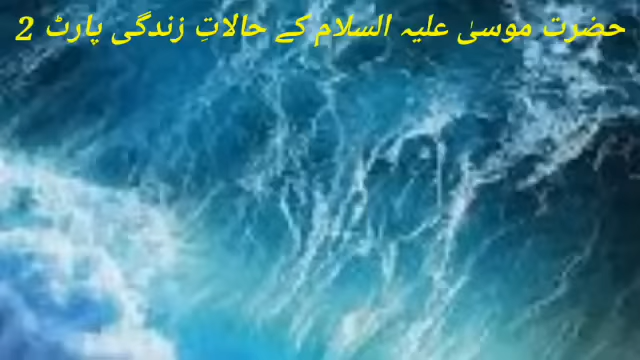 حضرت موسیٰ علیہ السلام کے حالاتِ زندگی پارٹ 2